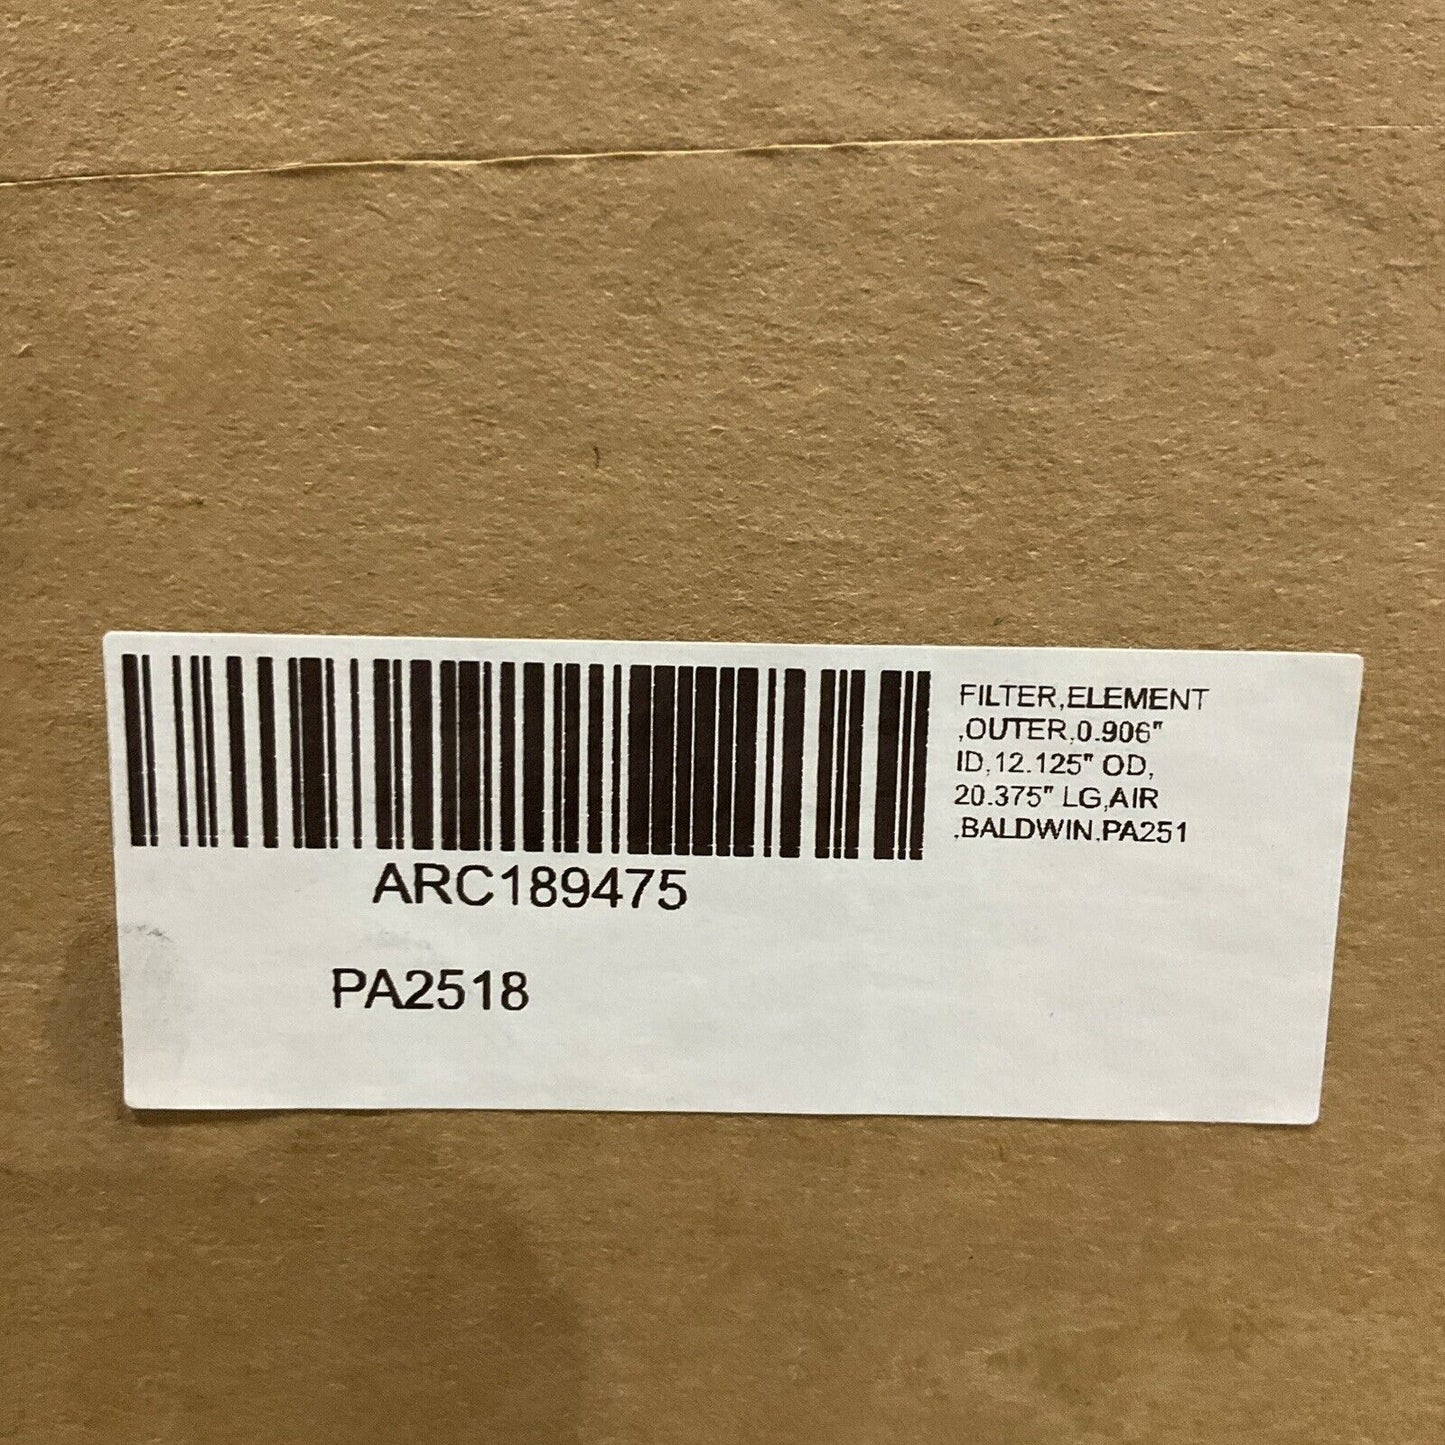 FILTER,ELEMENT
,OUTER,0.906"
ID,12.125" OD,
20.375" LG,AIR
,BALDWIN,PA251
ARC189475
PA2518